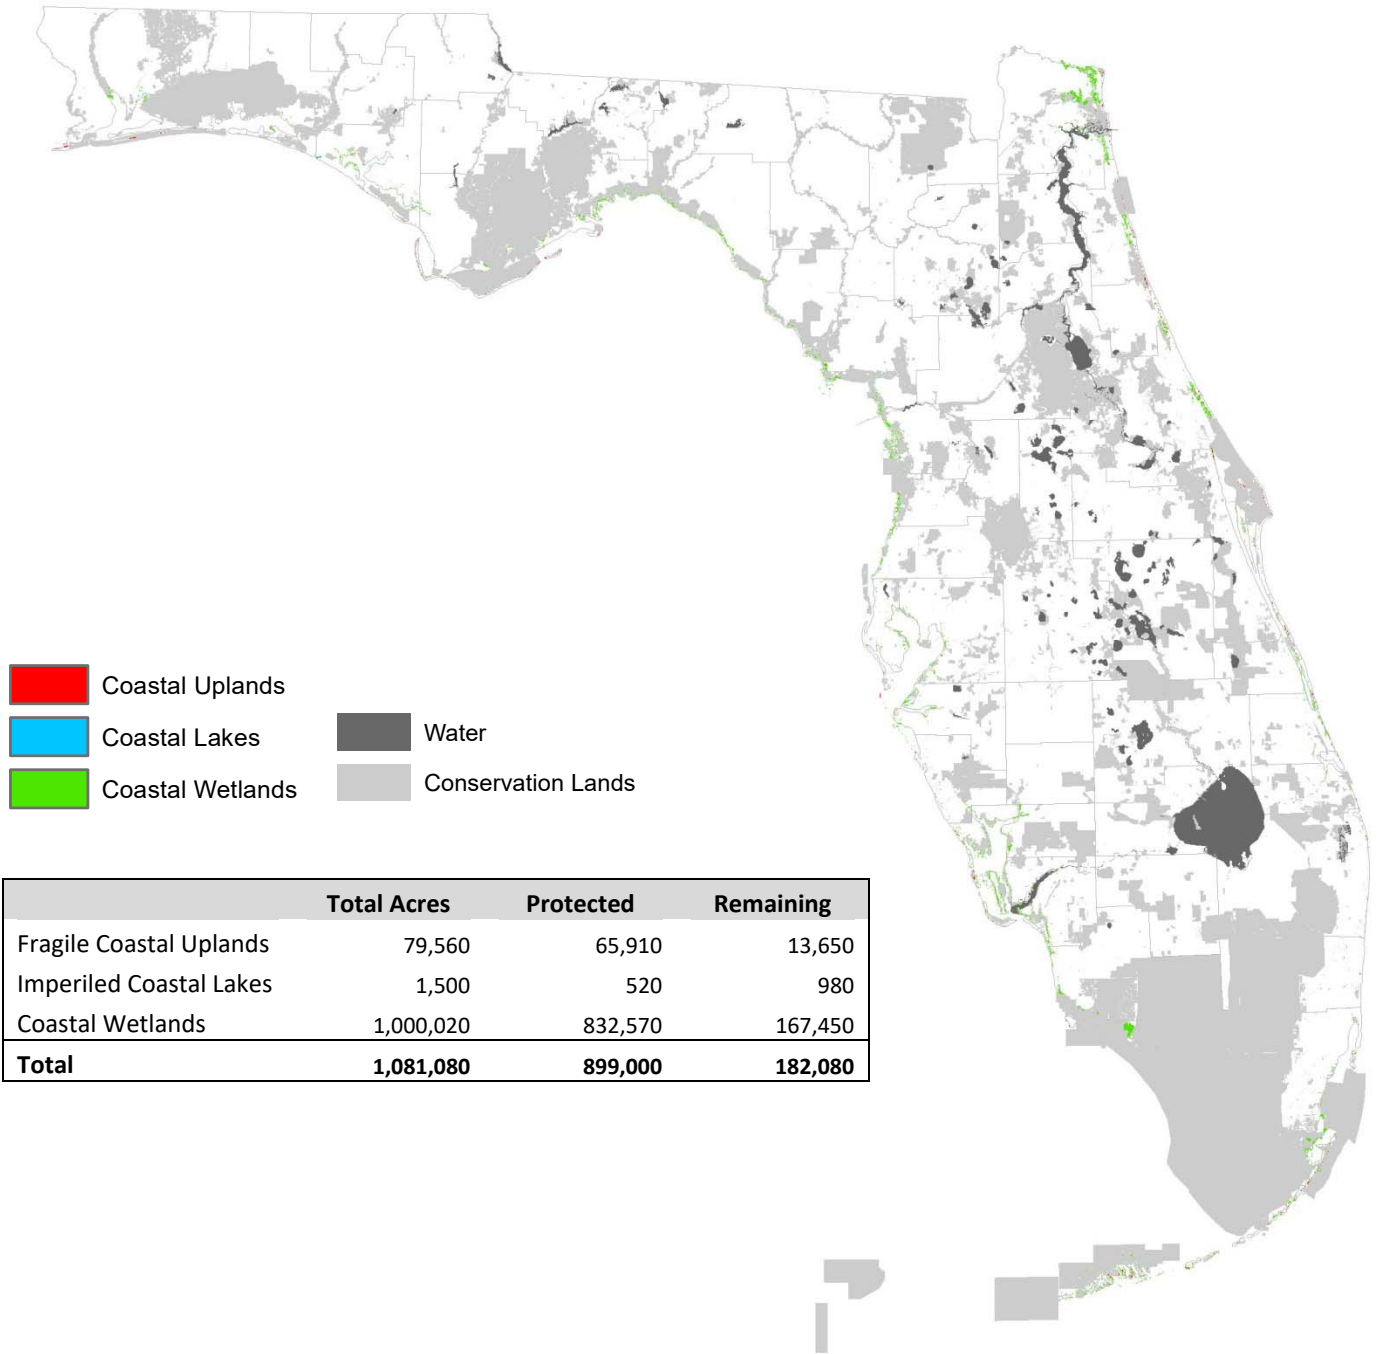 Coastal Uplands
Coastal Lakes
Water
Coastal Wetlands
Conservation Lands
Total Acres Protected Remaining
Fragile Coastal Uplands 79,560 65,910 13,650
Imperiled Coastal Lakes 1,500 520 980
Coastal Wetlands 1,000,020 832,570 167,450
Total 1,081,080 899,000 182,080